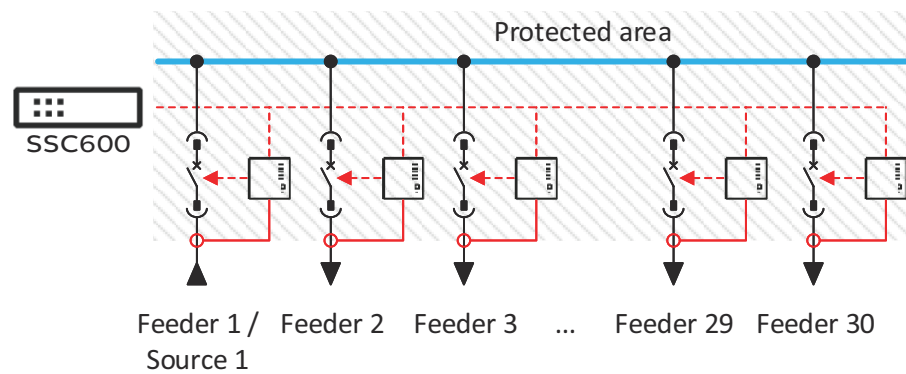 Protected area
SSC600
Feeder 1 / Feeder 2 Feeder 3 ... Feeder 29 Feeder 30
Source 1